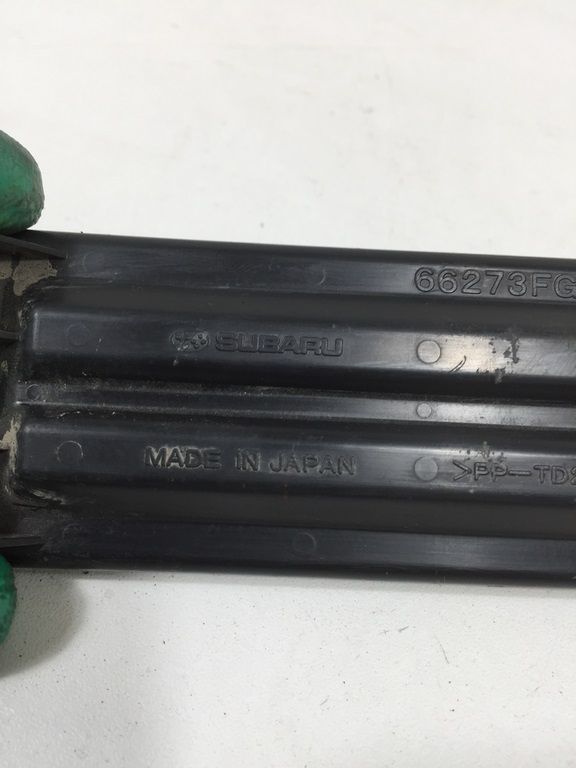 66273FG
SUBARU
MADE IN JAPAN
>PP-TD